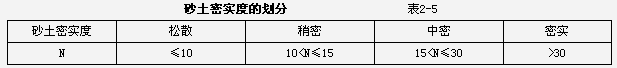 砂土密实度的划分 表2-5
砂土密实度 松散 稍密 中密 密实
N ≤10 10<N≤15 15<N≤30 >30